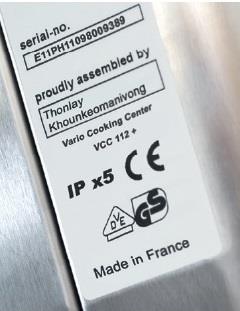 serial-no.
E11PH11098009389
proudly assembled by
Thonlay
Khounkeomanivong
Vario Cooking Center
VCC 112 +
IP x5 CE
DVE GS
Made in France